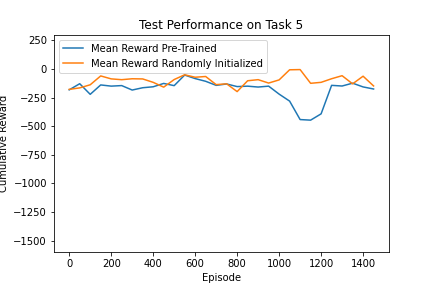 Test Performance on Task 5
Mean Reward Pre-Trained
Mean Reward Randomly Initialized
250
0
−250
−500
−750
−1000
−1250
−1500
Cumulative Reward
0 200 400 600 800 1000 1200 1400
Episode